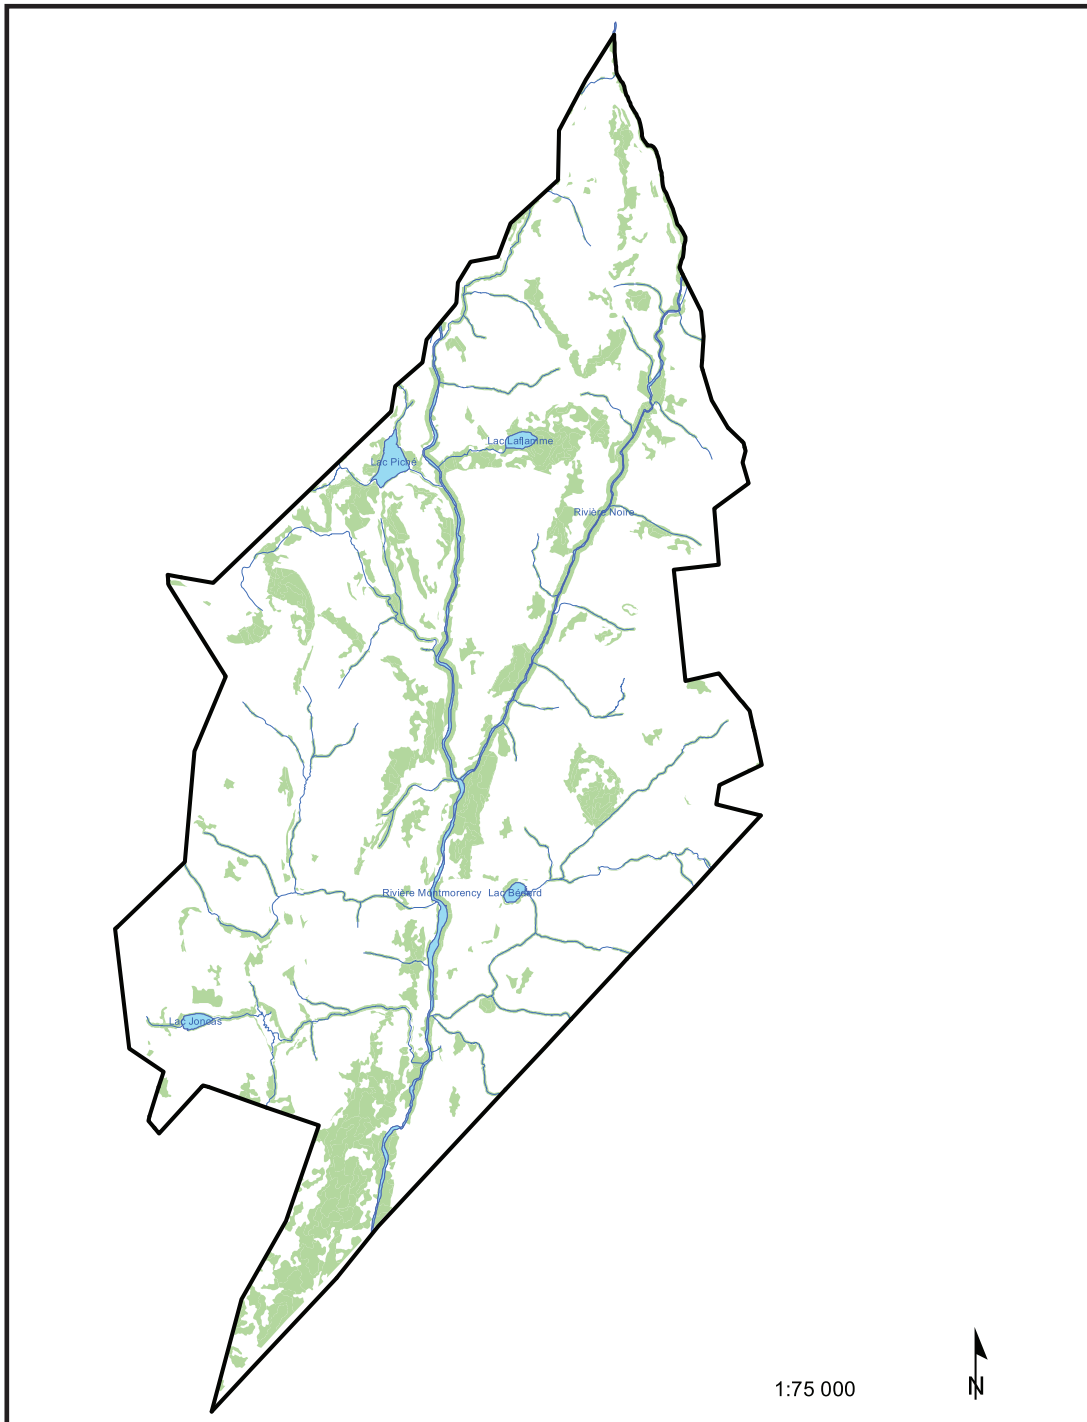 Lac Laflamme
Lac Piché
Rivière Noire
Rivière Montmorency
Lac Bédard
Lac Joncas
1:75 000
N